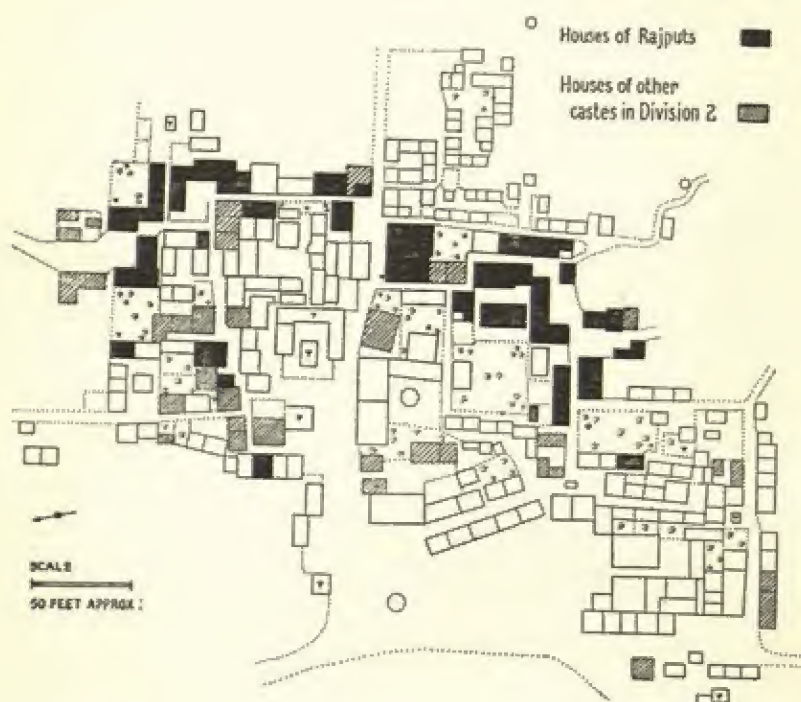 Houses of Rajputs
Houses of other
castes in Division 2
SCALE
50 FEET APPROX: